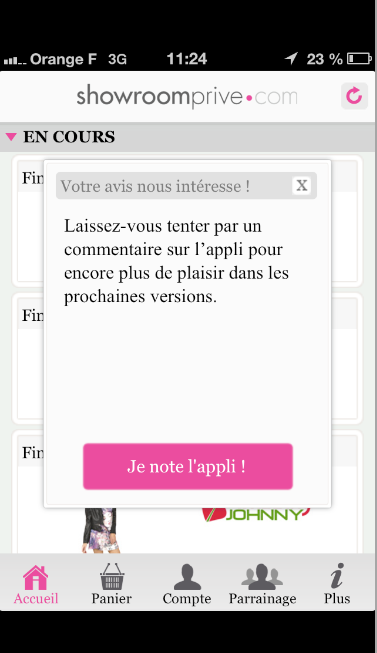 Orange F 3G 11:24 23 %
showroomprive.com
EN COURS
Fin
Votre avis nous intéresse ! X
Laissez-vous tenter par un
commentaire sur l'appli pour
encore plus de plaisir dans les
prochaines versions.
Fin
Fin
Je note l'appli !
JOHNNY
Accueil Panier Compte Parrainage Plus